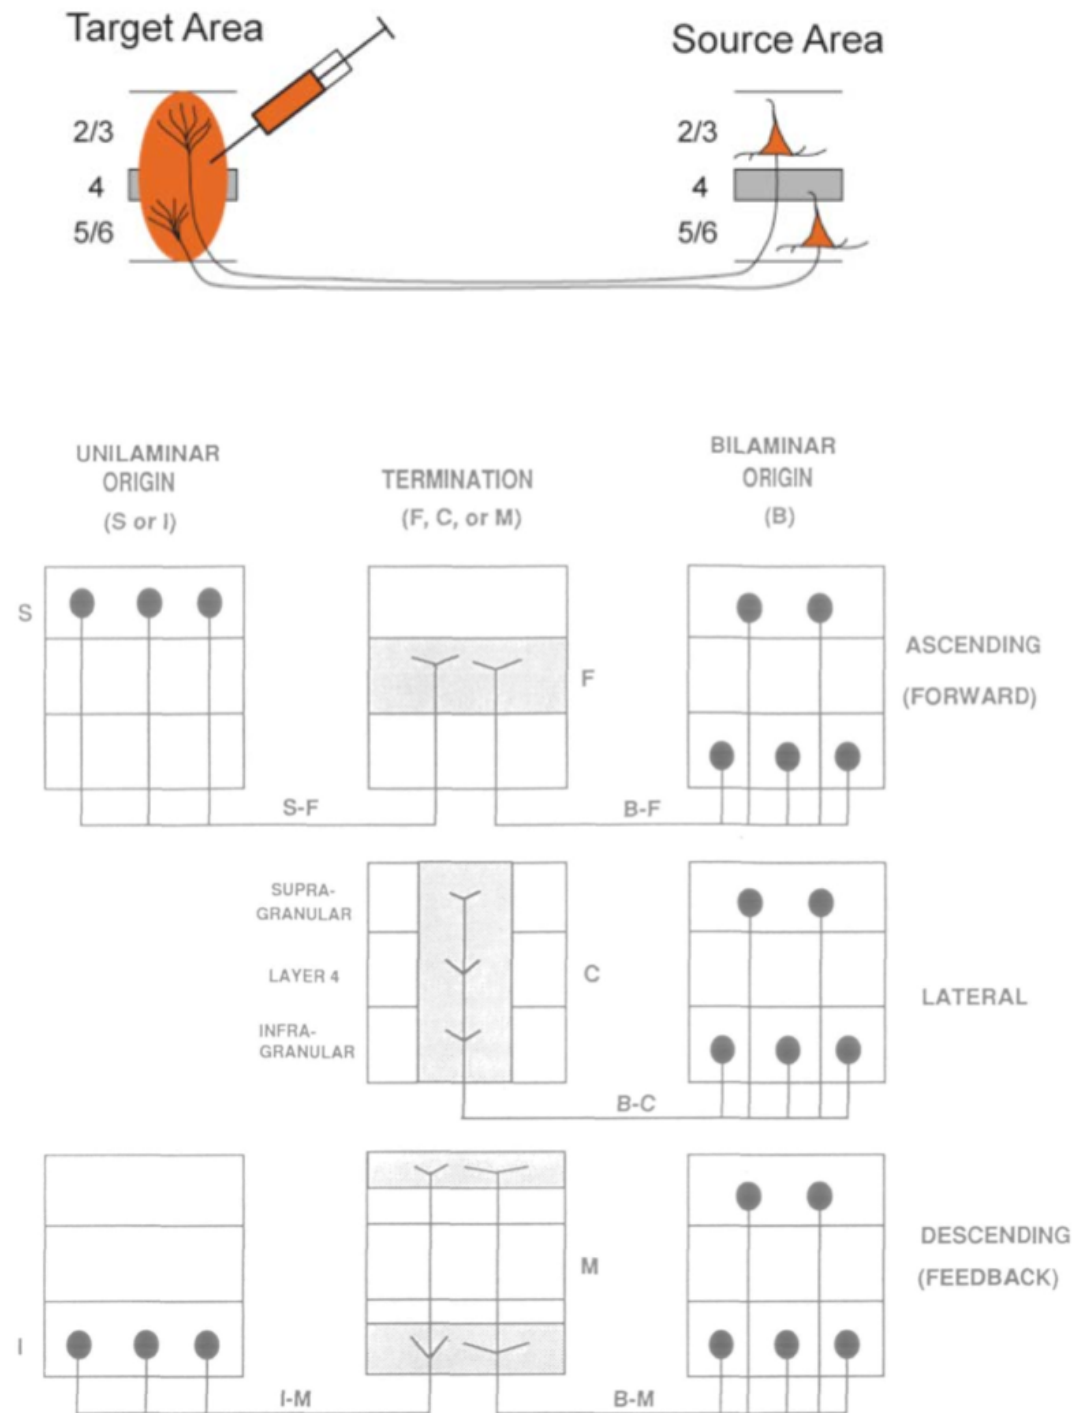 Target Area
Source Area
2/3
4
5/6
2/3
4
5/6
UNILAMINAR
ORIGIN
(S or I)
TERMINATION
(F, C, or M)
BILAMINAR
ORIGIN
(B)
S
F
ASCENDING
(FORWARD)
S-F
B-F
SUPRA-
GRANULAR
LAYER 4
INFRA-
GRANULAR
C
LATERAL
B-C
I
M
DESCENDING
(FEEDBACK)
I-M
B-M